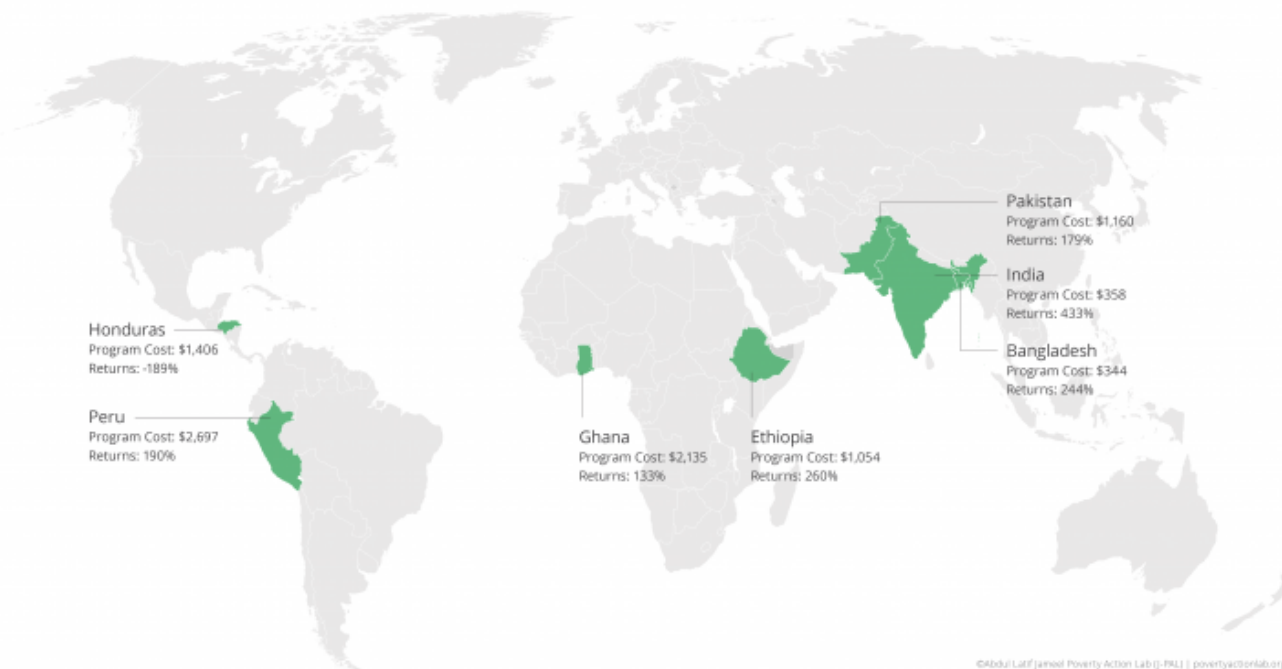 Pakistan
Program Cost: $1,160
Returns: 179%
India
Program Cost: $358
Returns: 433%
Bangladesh
Program Cost: $344
Returns: 244%
Honduras
Program Cost: $1,406
Returns: -189%
Peru
Program Cost: $2,697
Returns: 190%
Ghana
Program Cost: $2,135
Returns: 133%
Ethiopia
Program Cost: $1,054
Returns: 260%
©Abdul Latif Jameel Poverty Action Lab (J-PAL) | povertyactionlab.org